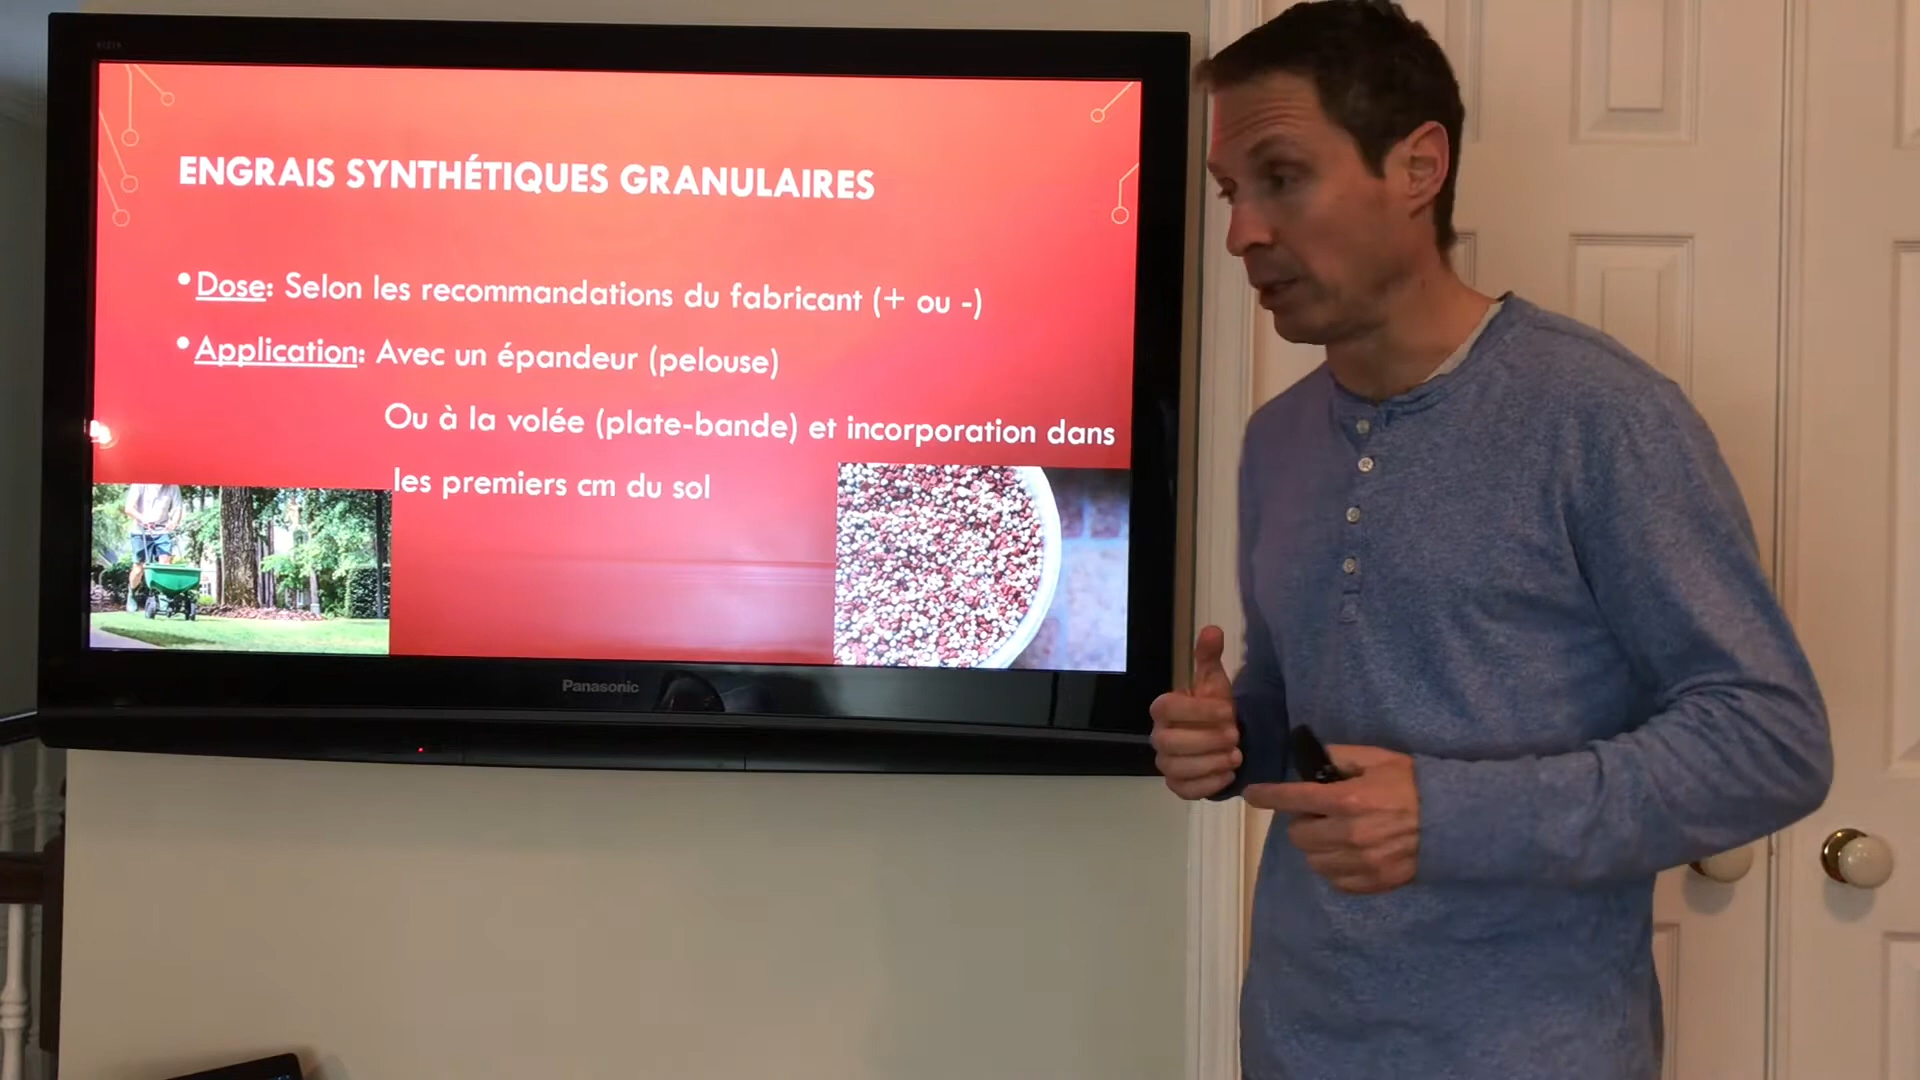 ENGRAIS SYNTHÉTIQUES GRANULAIRES
•Dose: Selon les recommandations du fabricant (+ ou -)
•Application: Avec un épandeur (pelouse)
Ou à la volée (plate-bande) et incorporation dans
les premiers cm du sol
Panasonic